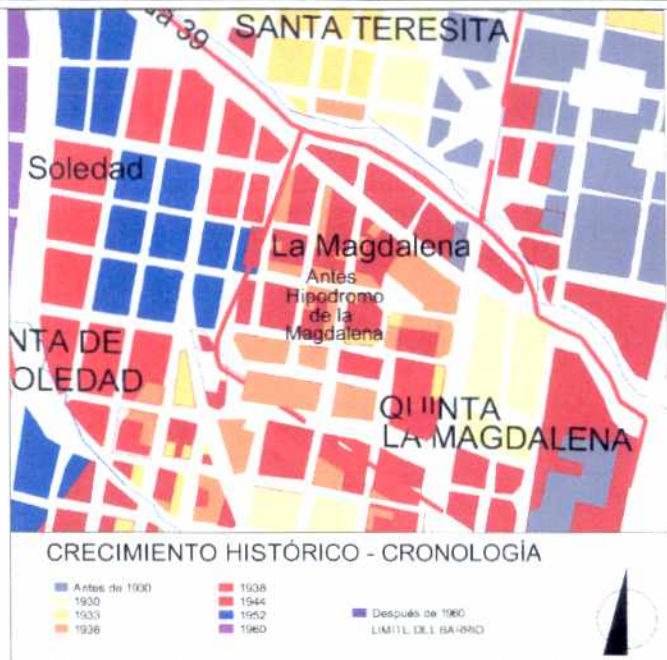 39
SANTA TERESITA
Soledad
La Magdalena
Antes
Hipodromo
de la
Magdalena
NTA DE
OLEDAD
QUINTA
LA MAGDALENA
CRECIMIENTO HISTÓRICO - CRONOLOGÍA
Antes de 1930
1930
1933
1936
1938
1944
1952
1960
Después de 1960
LIMITE DEL BARRIO